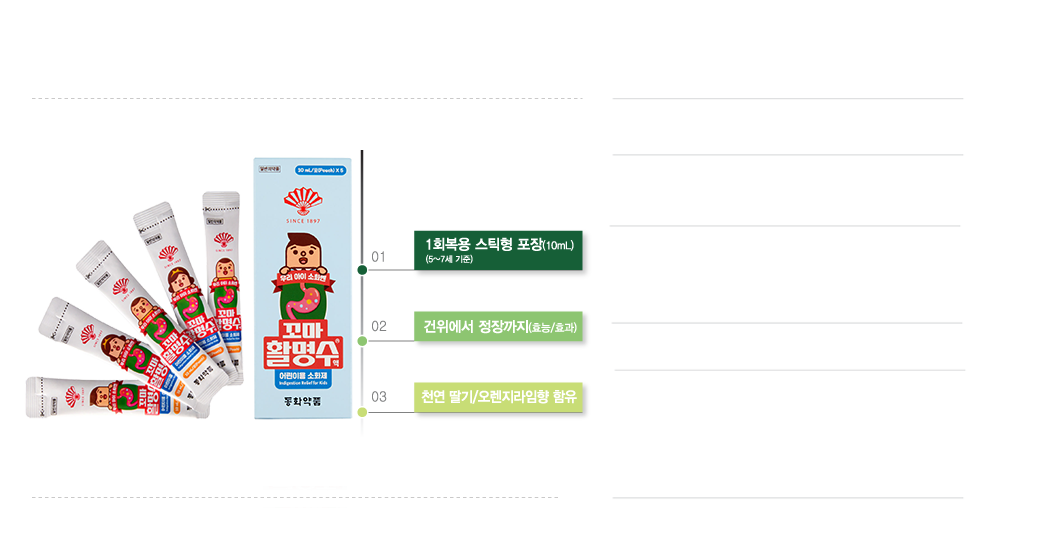 일반의약품
10 mL/포(Pouch) X 5
SINCE 1897
우리 아이 소화엔
꼬마
활명수액
어린이용 소화제
Indigestion Relief for Kids
동화약품
01
1회복용 스틱형 포장(10mL)
(5~7세 기준)
02
건위에서 정장까지(효능/효과)
03
천연 딸기/오렌지라임향 함유